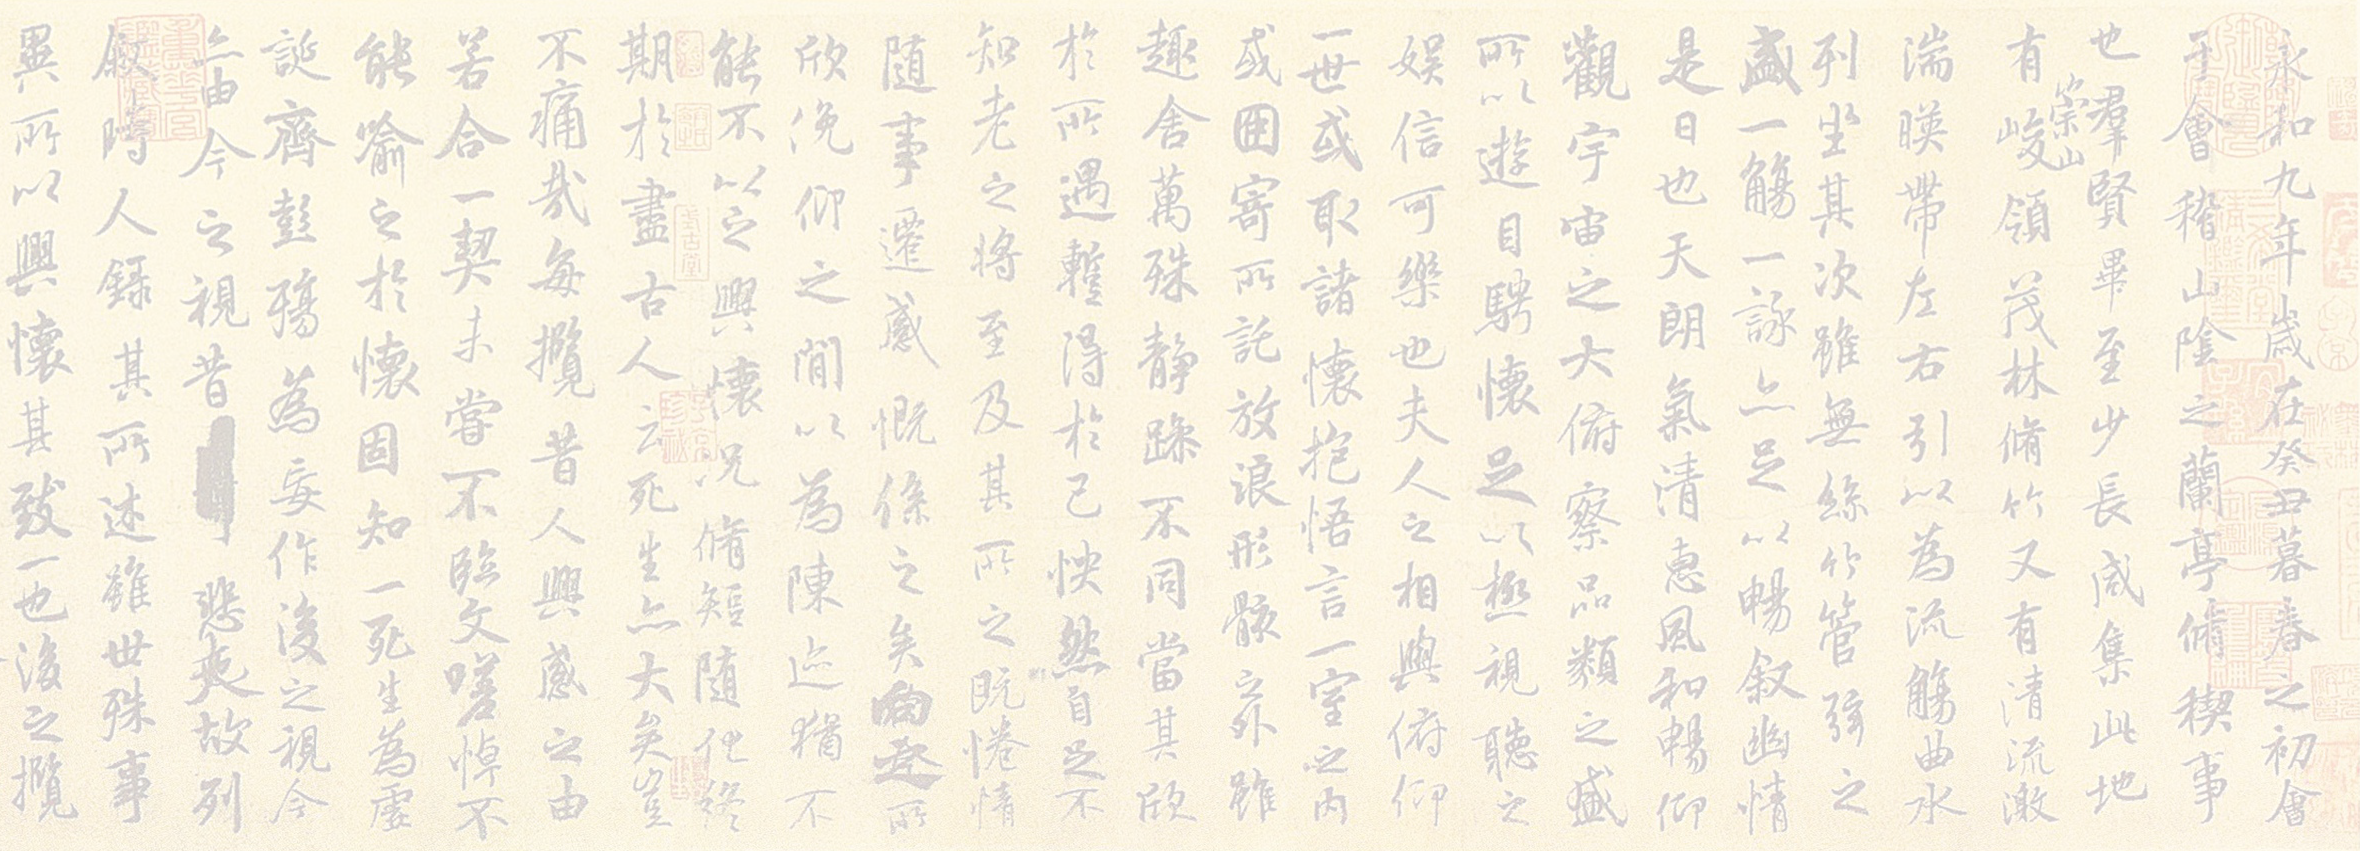 永和九年歲在癸丑暮春之初會
于會稽山陰之蘭亭脩稧事
也羣賢畢至少長咸集此地
有崇山峻領茂林脩竹又有清流激
湍暎帶左右引以為流觴曲水
列坐其次雖無絲竹管弦之
盛一觴一詠亦足以暢敘幽情
是日也天朗氣清惠風和暢仰
觀宇宙之大俯察品類之盛
所以遊目騁懷足以極視聽之
娛信可樂也夫人之相與俯仰
一世或取諸懷抱悟言一室之內
或因寄所託放浪形骸之外雖
趣舍萬殊靜躁不同當其欣
於所遇蹔得於己怏然自足不
知老之將至及其所之既惓情
隨事遷感慨係之矣向之所
欣俛仰之閒以為陳迹猶不
能不以之興懷況脩短隨化終
期於盡古人云死生亦大矣豈
不痛哉每攬昔人興感之由
若合一契未嘗不臨文嗟悼不
能喻之於懷固知一死生為虛
誕齊彭殤為妄作後之視今
亦由今之視昔悲夫故列
敘時人錄其所述雖世殊事
異所以興懷其致一也後之攬